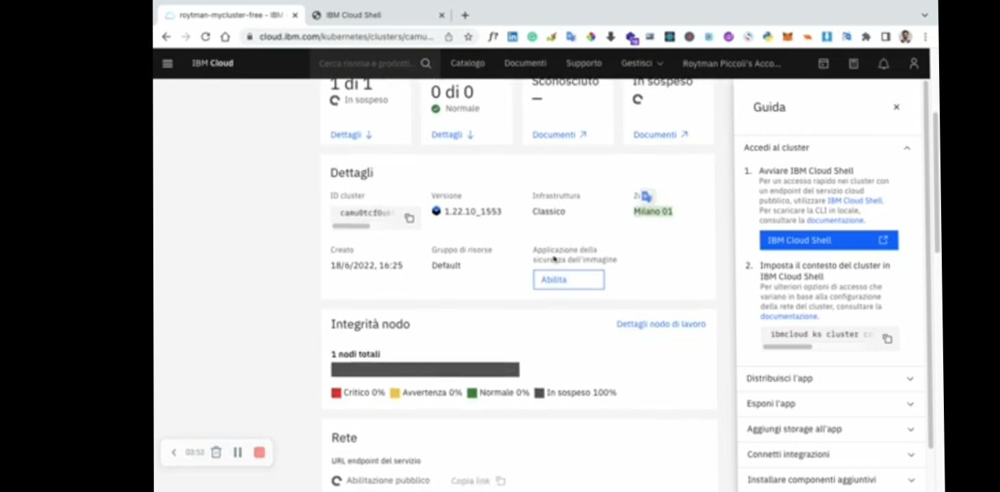 roytman-mycluster-free - IBM
IBM Cloud Shell
cloud.ibm.com/kubernetes/clusters/camu...
IBM Cloud
Cerca risorse e prodotti...
Catalogo
Documenti
Supporto
Gestisci
Roytman Piccoli's Acco...
1 di 1
In sospeso
Dettagli
0 di 0
Normale
Dettagli
Sconosciuto
—
Documenti
In sospeso
Documenti
Dettagli
ID cluster
Versione
1.22.10_1553
Infrastruttura
Classico
Milano 01
Creato
18/6/2022, 16:25
Gruppo di risorse
Default
Applicazione della
sicurezza dell'immagine
Abilita
Integrità nodo
Dettagli nodo di lavoro
1 nodi totali
Critico 0%
Avvertenza 0%
Normale 0%
In sospeso 100%
Rete
URL endpoint del servizio
Abilitazione pubblico
Copia link
03:53
Guida
Accedi al cluster
1. Avviare IBM Cloud Shell
Per un accesso rapido nei cluster con
un endpoint del servizio cloud
pubblico, utilizzare IBM Cloud Shell.
Per scaricare la CLI in locale,
consultare la documentazione.
IBM Cloud Shell
2. Imposta il contesto del cluster in
IBM Cloud Shell
Per ulteriori opzioni di accesso che
variano in base alla configurazione
della rete del cluster, consultare la
documentazione.
ibmcloud ks cluster
Distribuisci l'app
Esponi l'app
Aggiungi storage all'app
Connetti integrazioni
Installare componenti aggiuntivi